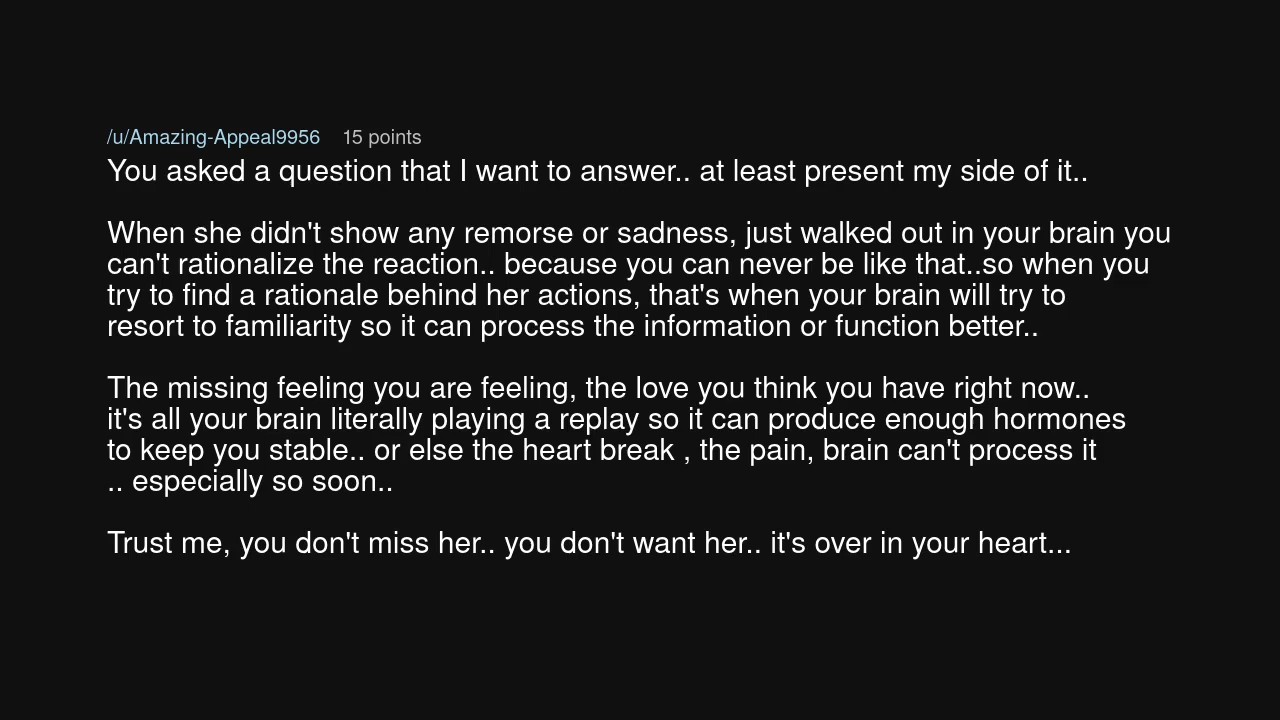 /u/Amazing-Appeal9956 15 points
You asked a question that I want to answer.. at least present my side of it..
When she didn't show any remorse or sadness, just walked out in your brain you
can't rationalize the reaction.. because you can never be like that..so when you
try to find a rationale behind her actions, that's when your brain will try to
resort to familiarity so it can process the information or function better..
The missing feeling you are feeling, the love you think you have right now..
it's all your brain literally playing a replay so it can produce enough hormones
to keep you stable.. or else the heart break , the pain, brain can't process it
.. especially so soon..
Trust me, you don't miss her.. you don't want her.. it's over in your heart...